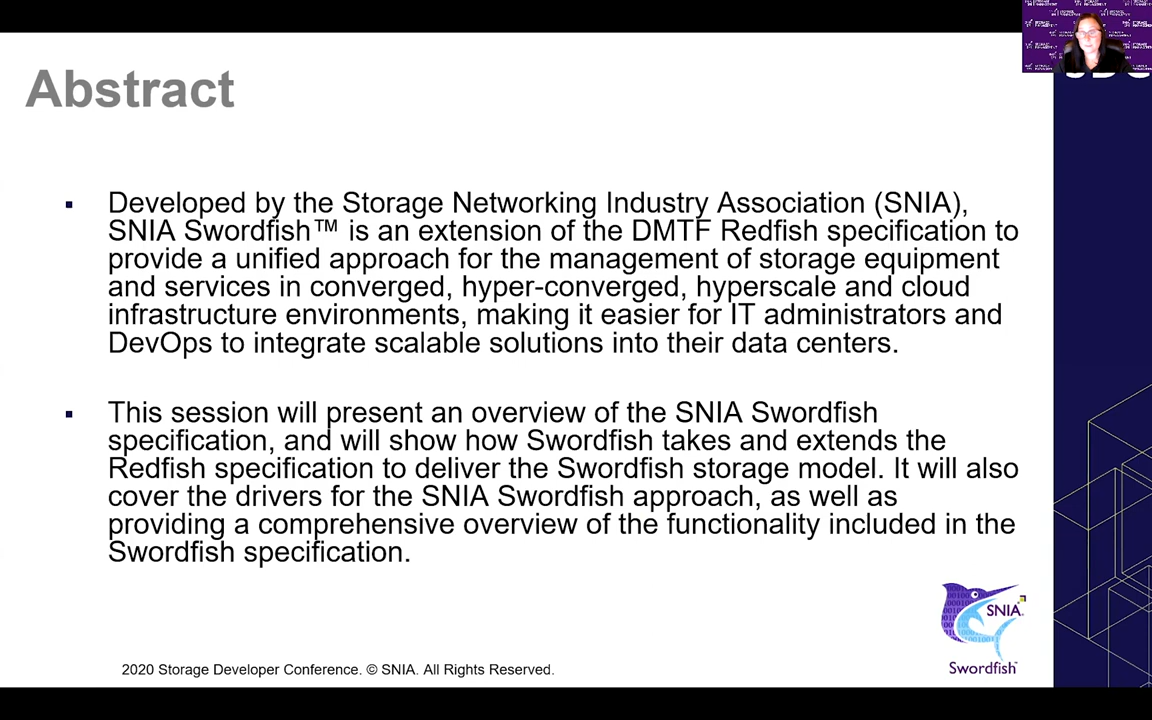 Abstract
▪ Developed by the Storage Networking Industry Association (SNIA),
SNIA Swordfish™ is an extension of the DMTF Redfish specification to
provide a unified approach for the management of storage equipment
and services in converged, hyper-converged, hyperscale and cloud
infrastructure environments, making it easier for IT administrators and
DevOps to integrate scalable solutions into their data centers.
▪ This session will present an overview of the SNIA Swordfish
specification, and will show how Swordfish takes and extends the
Redfish specification to deliver the Swordfish storage model. It will also
cover the drivers for the SNIA Swordfish approach, as well as
providing a comprehensive overview of the functionality included in the
Swordfish specification.
SNIA
Swordfish
2020 Storage Developer Conference. © SNIA. All Rights Reserved.